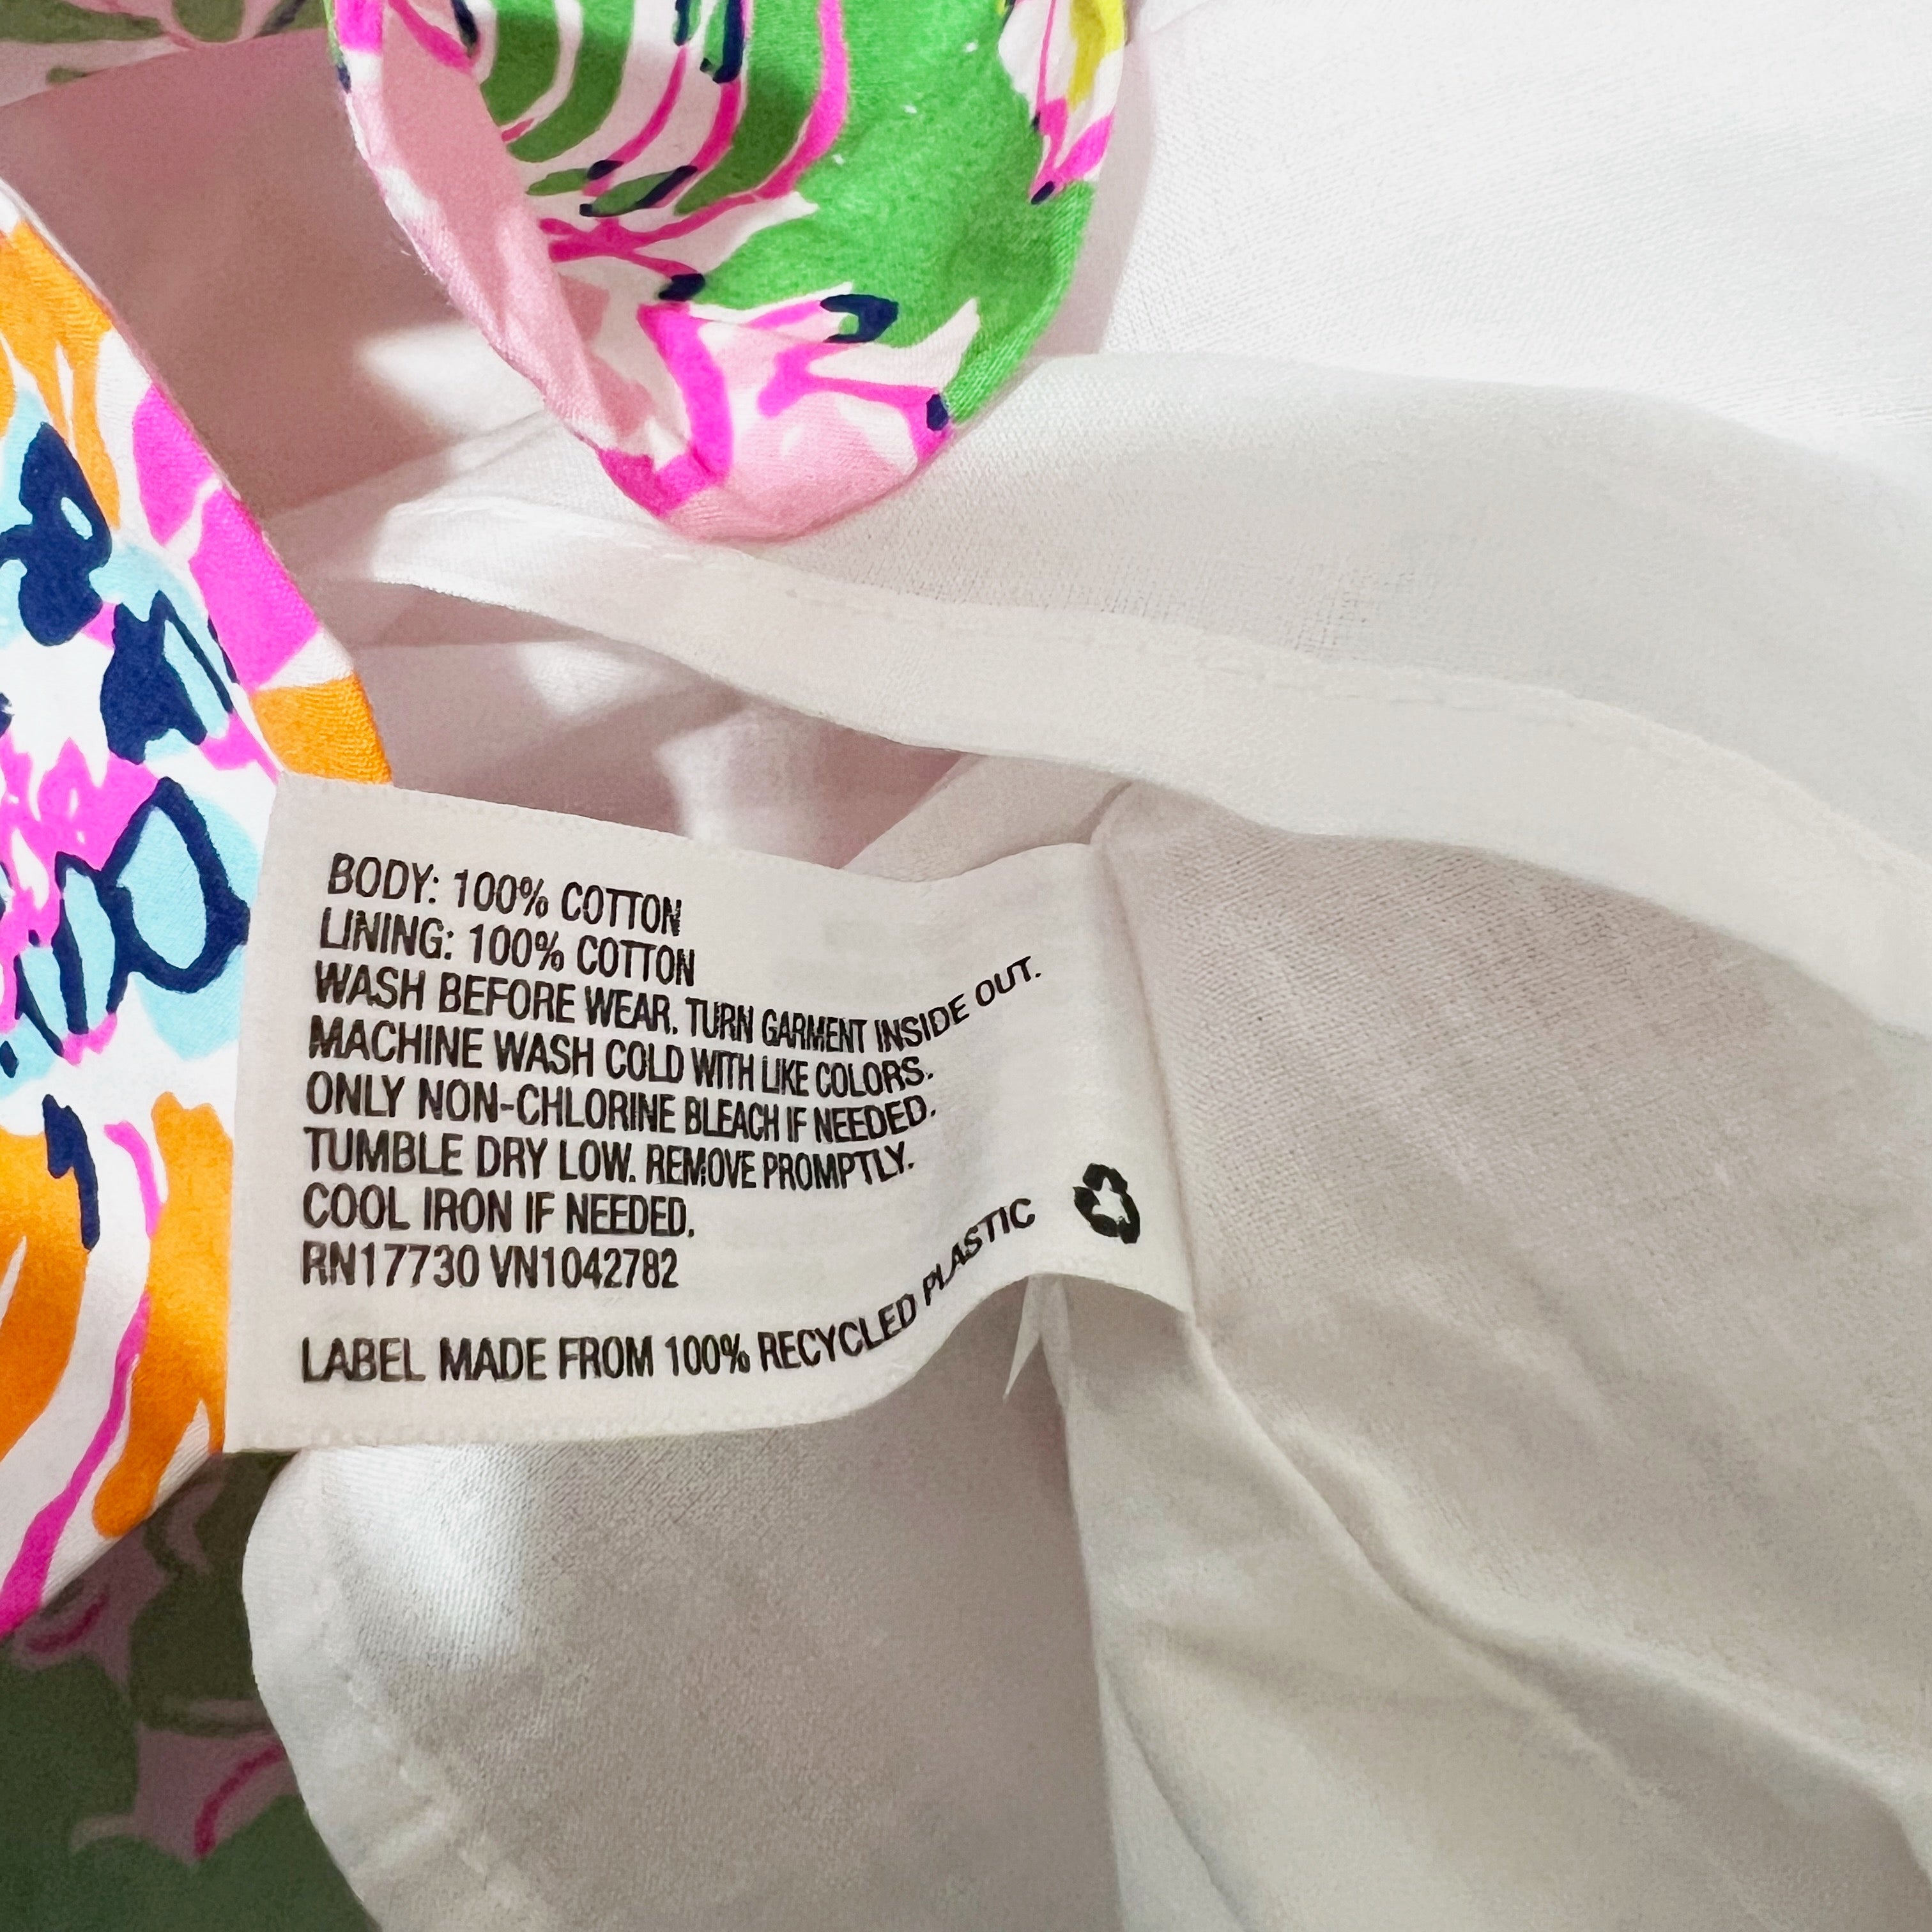 BODY: 100% COTTON
LINING: 100% COTTON
WASH BEFORE WEAR. TURN GARMENT INSIDE OUT.
MACHINE WASH COLD WITH LIKE COLORS.
ONLY NON-CHLORINE BLEACH IF NEEDED.
TUMBLE DRY LOW. REMOVE PROMPTLY.
COOL IRON IF NEEDED.
RN17730 VN1042782
LABEL MADE FROM 100% RECYCLED PLASTIC